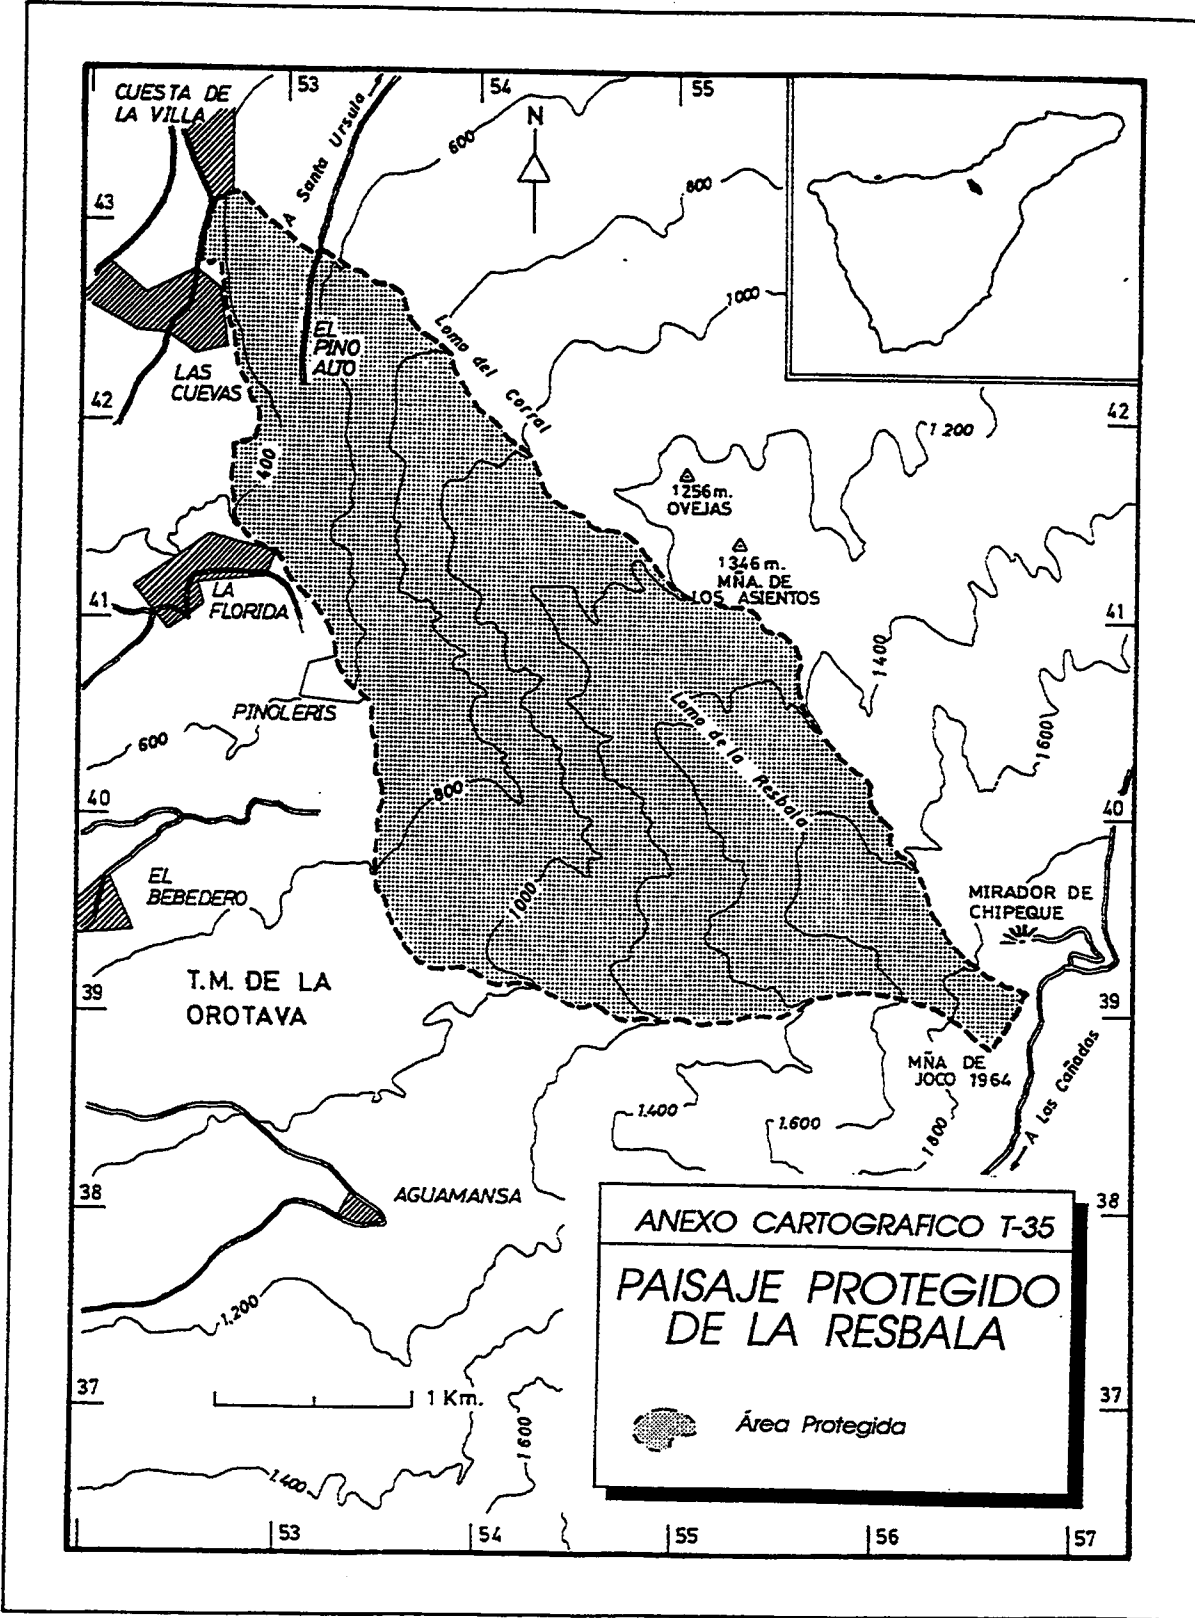 53
54
55
CUESTA DE
LA VILLA
A Santa Ursula
N
600
800
1000
43
Lomo del Corral
EL
PINO
ALTO
LAS
CUEVAS
42
42
1.200
400
1256m.
OVEJAS
1346 m.
MÑA. DE
LOS ASIENTOS
LA
FLORIDA
41
41
1400
PINOLERIS
Lomo de la Resbala
600
1600
800
40
40
EL
BEBEDERO
1000
MIRADOR DE
CHIPEQUE
T.M. DE LA
OROTAVA
39
39
MÑA DE
JOCO 1964
A Las Cañadas
1.400
1.600
1800
38
38
AGUAMANSA
ANEXO CARTOGRAFICO T-35
PAISAJE PROTEGIDO
DE LA RESBALA
Área Protegida
1,200
37
37
1 Km.
1600
1.400
53
54
55
56
57